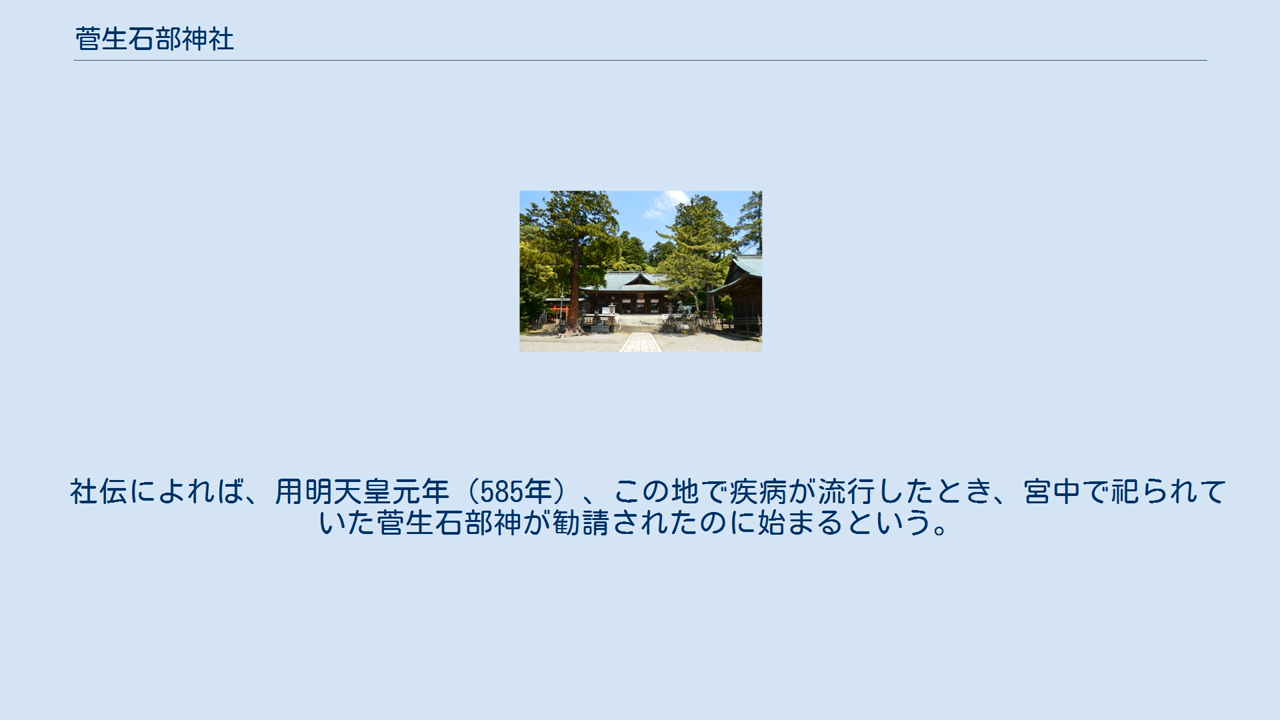 菅生石部神社
社伝によれば、用明天皇元年（585年）、この地で疾病が流行したとき、宮中で祀られて
いた菅生石部神が勧請されたのに始まるという。